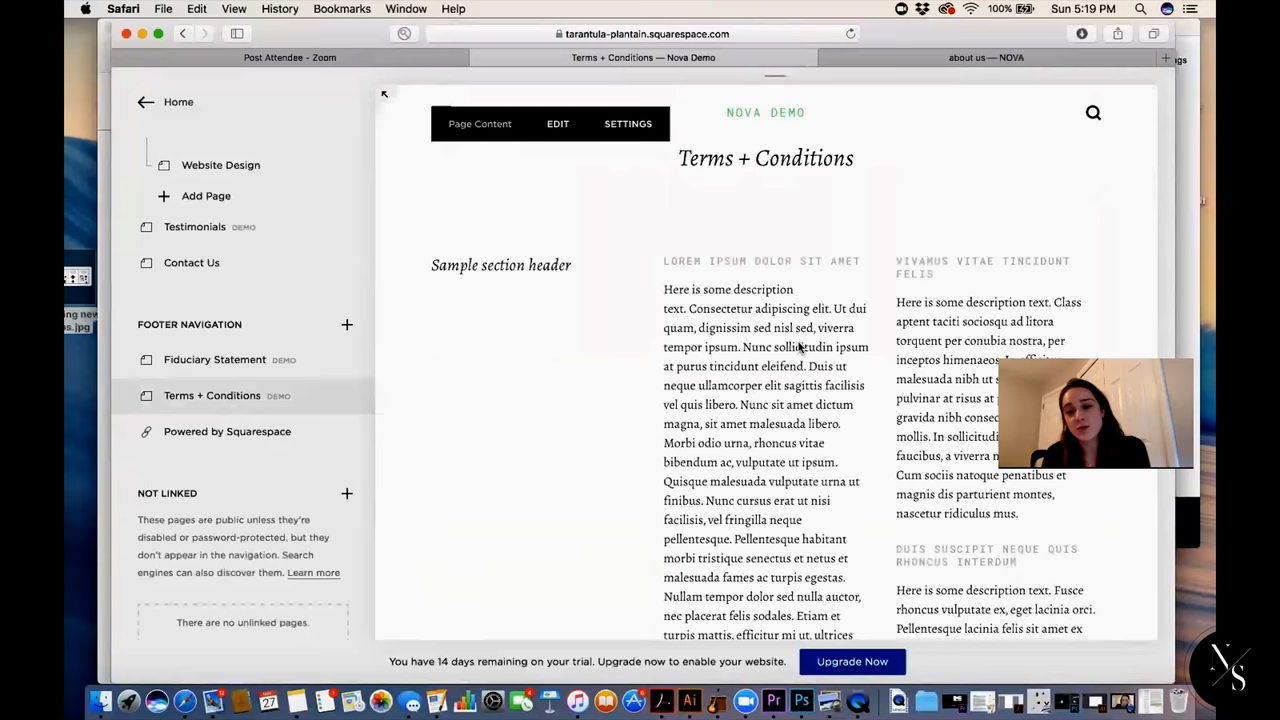 Safari File Edit View History Bookmarks Window Help 100% Sun 5:19 PM
tarantula-plantain.squarespace.com
Post Attendee - Zoom
Terms + Conditions — Nova Demo
about us — NOVA
Home
Website Design
Add Page
Testimonials DEMO
Contact Us
FOOTER NAVIGATION
Fiduciary Statement DEMO
Terms + Conditions DEMO
Powered by Squarespace
NOT LINKED
These pages are public unless they're
disabled or password-protected, but they
don't appear in the navigation. Search
engines can also discover them. Learn more
There are no unlinked pages.
Page Content EDIT SETTINGS
NOVA DEMO
Terms + Conditions
Sample section header
LOREM IPSUM DOLOR SIT AMET
Here is some description
text. Consectetur adipiscing elit. Ut dui
quam, dignissim sed nisl sed, viverra
tempor ipsum. Nunc sollicitudin ipsum
at purus tincidunt eleifend. Duis ut
neque ullamcorper elit sagittis facilisis
vel quis libero. Nunc sit amet dictum
magna, sit amet malesuada libero.
Morbi odio urna, rhoncus vitae
bibendum ac, vulputate ut ipsum.
Quisque malesuada vulputate urna ut
finibus. Nunc cursus erat ut nisi
facilisis, vel fringilla neque
pellentesque. Pellentesque habitant
morbi tristique senectus et netus et
malesuada fames ac turpis egestas.
Nullam tempor dolor sed nulla auctor,
nec placerat felis sodales. Etiam et
turpis mattis, efficitur mi ut, ultrices
VIVAMUS VITAE TINCIDUNT
FELIS
Here is some description text. Class
aptent taciti sociosqu ad litora
torquent per conubia nostra, per
inceptos himenaeos.
malesuada nibh ut
pulvinar at risus at
gravida nibh
mollis. In sollicitudi
faucibus, a viverra
Cum sociis natoque penatibus et
magnis dis parturient montes,
nascetur ridiculus mus.
DUIS SUSCIPIT NEQUE QUIS
RHONCUS INTERDUM
Here is some description text. Fusce
rhoncus vulputate ex, eget lacinia orci.
Pellentesque lacinia felis sit amet ex
You have 14 days remaining on your trial. Upgrade now to enable your website.
Upgrade Now
N S